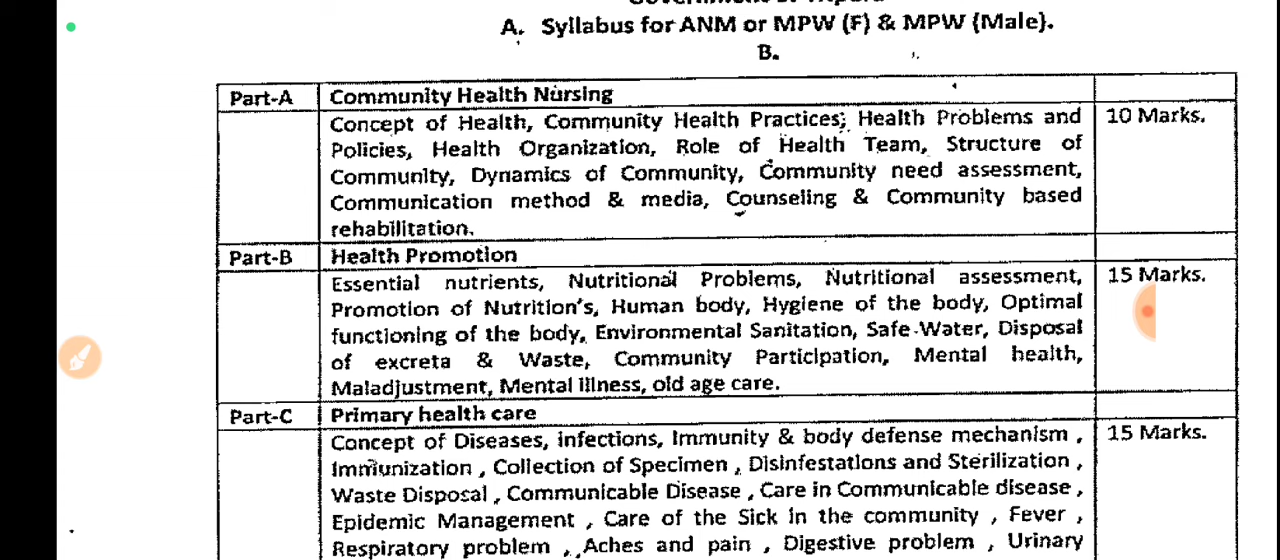 A. Syllabus for ANM or MPW (F) & MPW (Male).
B.
Part-A Community Health Nursing
Concept of Health, Community Health Practices; Health Problems and 10 Marks.
Policies, Health Organization, Role of Health Team, Structure of
Community, Dynamics of Community, Community need assessment,
Communication method & media, Counseling & Community based
rehabilitation.
Part-B Health Promotion
Essential nutrients, Nutritional Problems, Nutritional assessment, 15 Marks.
Promotion of Nutrition's, Human body, Hygiene of the body, Optimal
functioning of the body, Environmental Sanitation, Safe Water, Disposal
of excreta & Waste, Community Participation, Mental health,
Maladjustment, Mental illness, old age care.
Part-C Primary health care
Concept of Diseases, infections, Immunity & body defense mechanism , 15 Marks.
Immunization , Collection of Specimen , Disinfestations and Sterilization ,
Waste Disposal , Communicable Disease , Care in Communicable disease ,
Epidemic Management , Care of the Sick in the community , Fever ,
Respiratory problem , Aches and pain , Digestive problem , Urinary